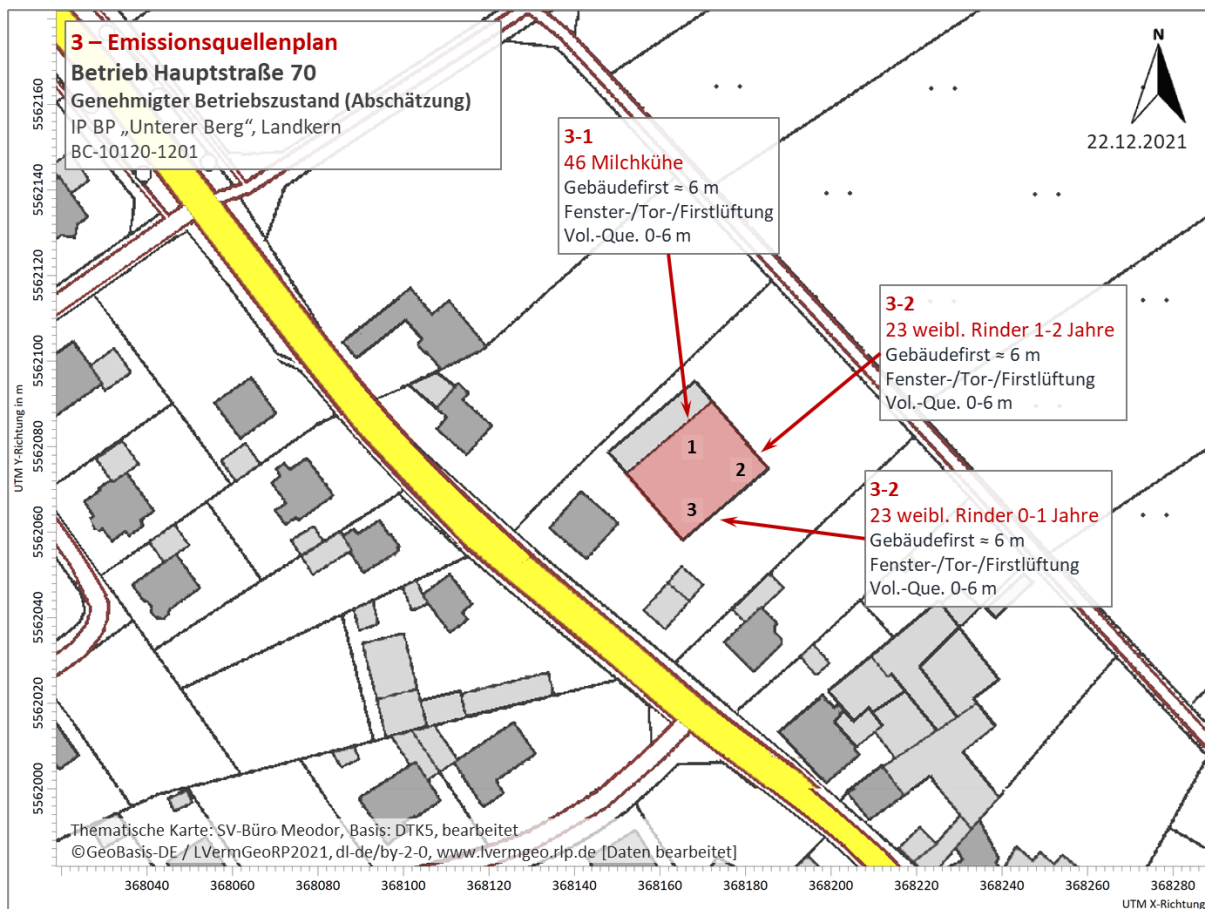 3 – Emissionsquellenplan
Betrieb Hauptstraße 70
Genehmigter Betriebszustand (Abschätzung)
IP BP „Unterer Berg“, Landkern
BC-10120-1201
N
22.12.2021
3-1
46 Milchkühe
Gebäudefirst ≈ 6 m
Fenster-/Tor-/Firstlüftung
Vol.-Que. 0-6 m
3-2
23 weibl. Rinder 1-2 Jahre
Gebäudefirst ≈ 6 m
Fenster-/Tor-/Firstlüftung
Vol.-Que. 0-6 m
3-2
23 weibl. Rinder 0-1 Jahre
Gebäudefirst ≈ 6 m
Fenster-/Tor-/Firstlüftung
Vol.-Que. 0-6 m
1
2
3
UTM Y-Richtung in m
5562160
5562140
5562120
5562100
5562080
5562060
5562040
5562020
5562000
Thematische Karte: SV-Büro Meodor, Basis: DTK5, bearbeitet
©GeoBasis-DE / LVermGeoRP2021, dl-de/by-2-0, www.lvermgeo.rlp.de [Daten bearbeitet]
368040 368060 368080 368100 368120 368140 368160 368180 368200 368220 368240 368260 368280
UTM X-Richtung